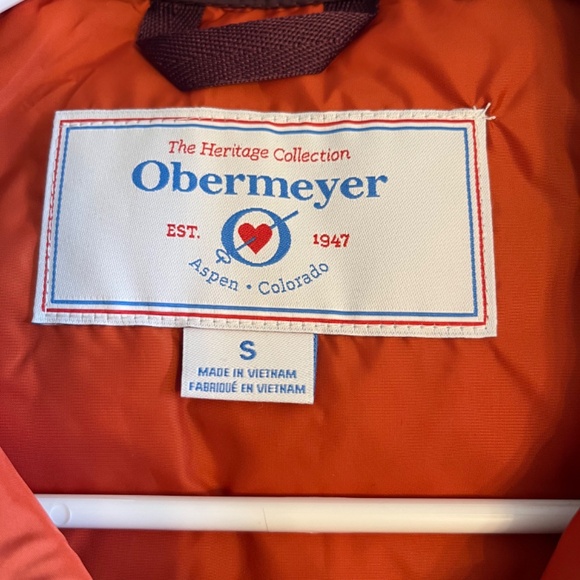 The Heritage Collection
Obermeyer
EST. 1947
Aspen • Colorado
S
MADE IN VIETNAM
FABRIQUÉ EN VIETNAM